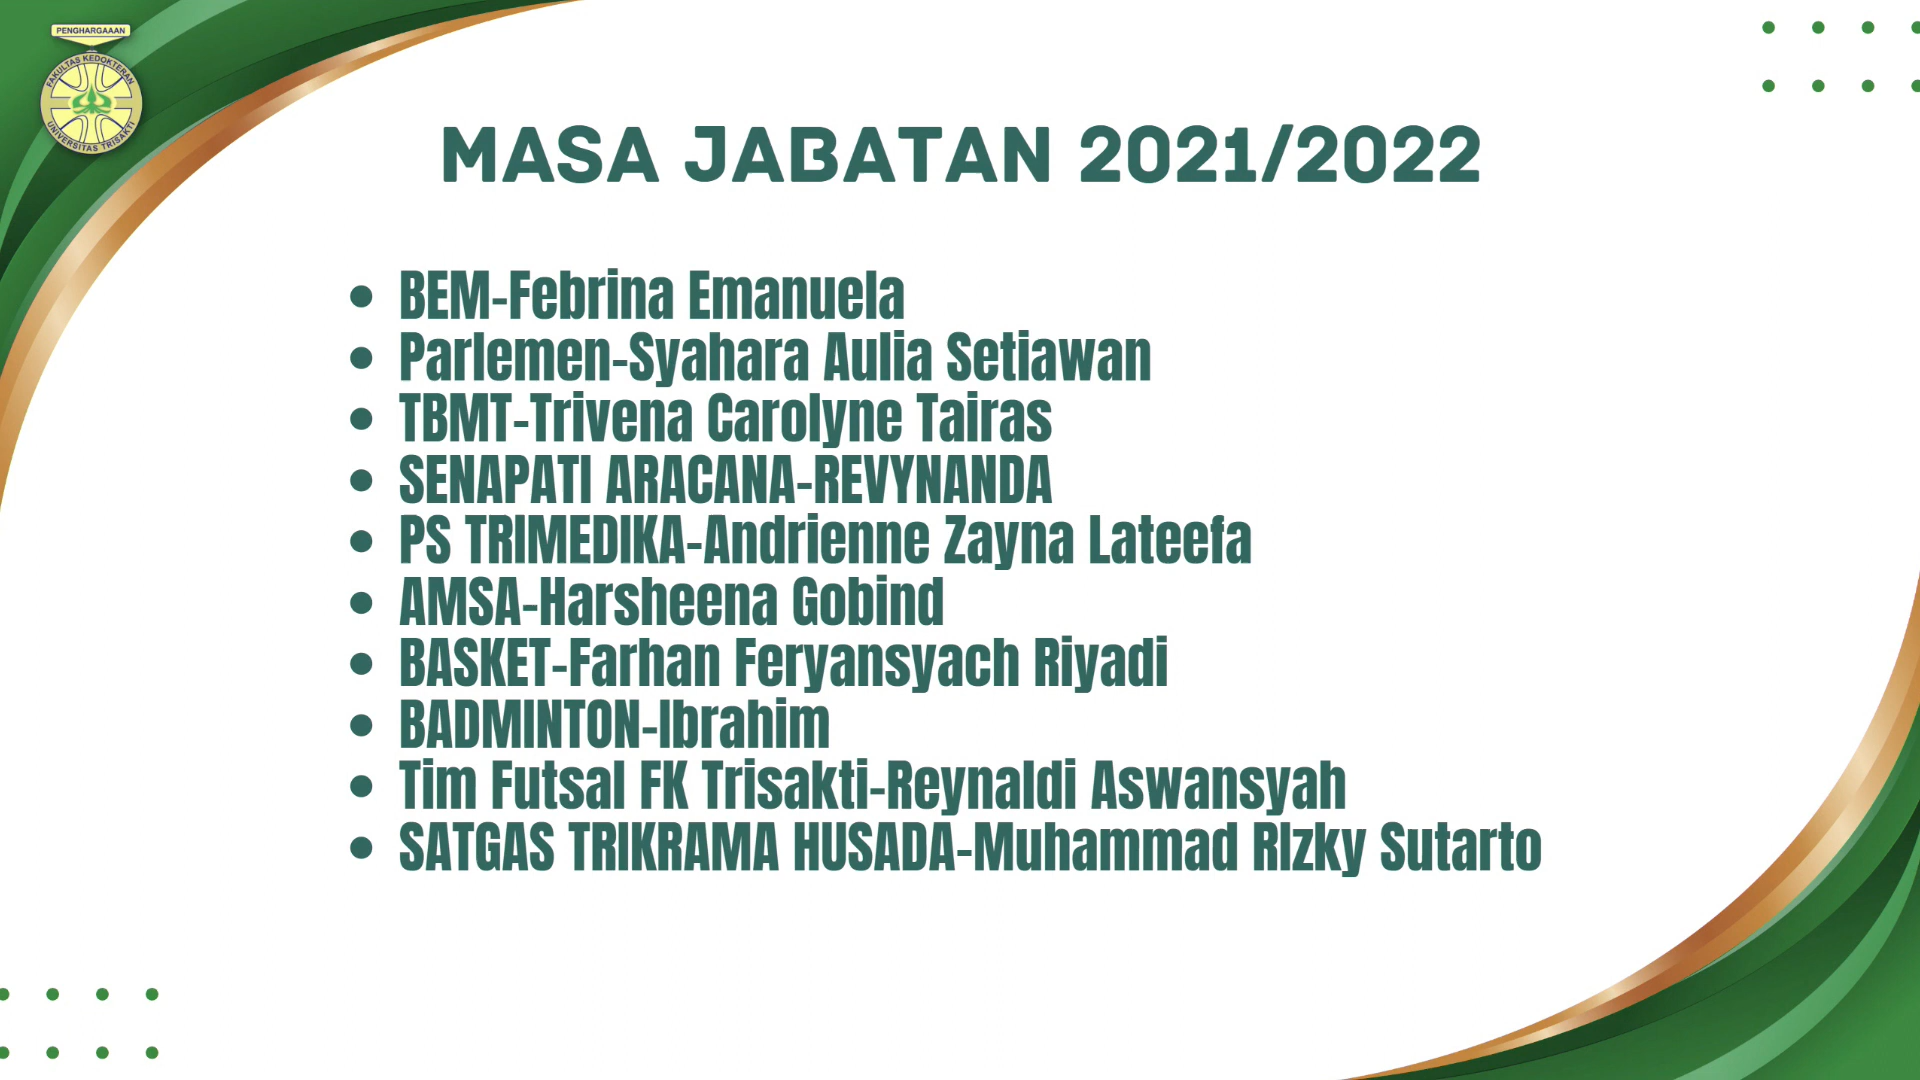 PENGHARGAAAN
FAKULTAS KEDOKTERAN
UNIVERSITAS TRISAKTI
MASA JABATAN 2021/2022
• BEM-Febrina Emanuela
• Parlemen-Syahara Aulia Setiawan
• TBMT-Trivena Carolyne Tairas
• SENAPATI ARACANA-REVYNANDA
• PS TRIMEDIKA-Andrienne Zayna Lateefa
• AMSA-Harsheena Gobind
• BASKET-Farhan Feryansyach Riyadi
• BADMINTON-Ibrahim
• Tim Futsal FK Trisakti-Reynaldi Aswansyah
• SATGAS TRIKRAMA HUSADA-Muhammad RIzky Sutarto